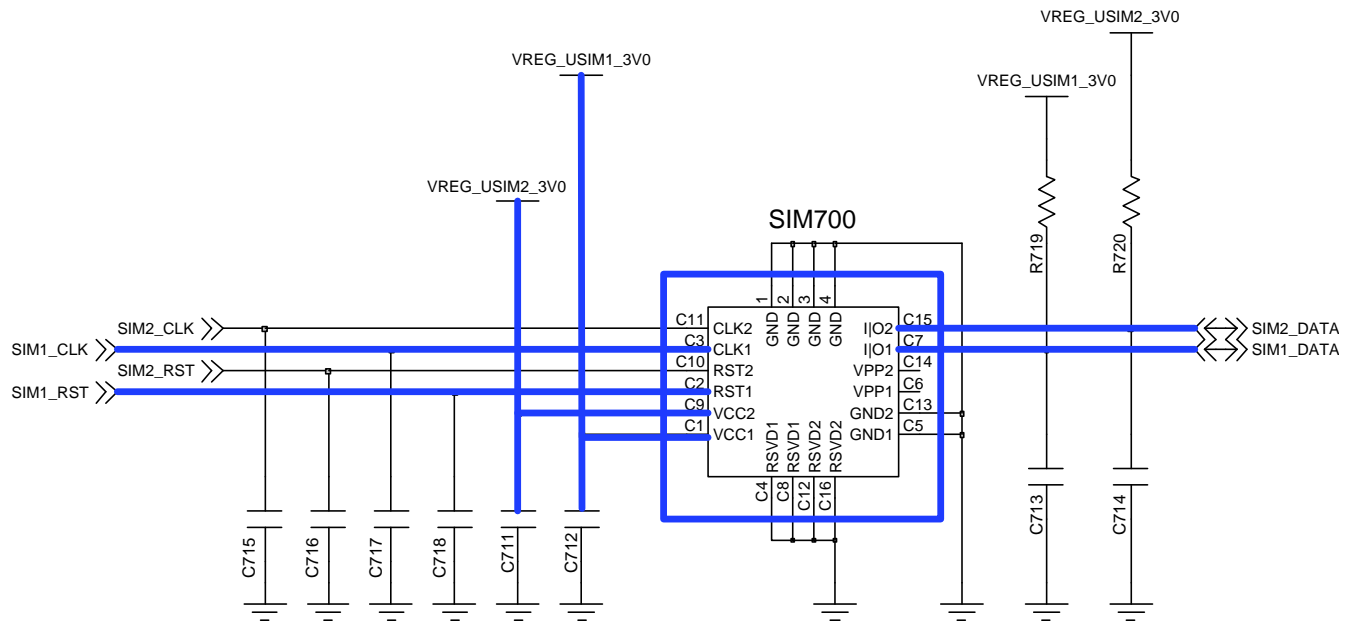 VREG_USIM2_3V0
VREG_USIM1_3V0
VREG_USIM1_3V0
VREG_USIM2_3V0
SIM700
R719
R720
1
2
3
4
GND
GND
GND
GND
SIM2_CLK
C11
CLK2
I|O2
C15
SIM2_DATA
SIM1_CLK
C3
CLK1
I|O1
C7
SIM1_DATA
SIM2_RST
C10
RST2
VPP2
C14
SIM1_RST
C2
RST1
VPP1
C6
C9
VCC2
GND2
C13
C1
VCC1
GND1
C5
RSVD1
RSVD1
RSVD2
RSVD2
C4
C8
C12
C16
C715
C716
C717
C718
C711
C712
C713
C714